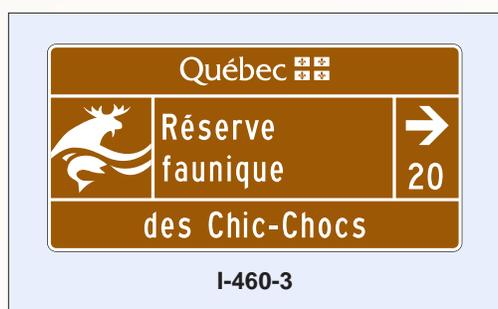 Québec
Réserve
faunique
20
des Chic-Chocs
I-460-3